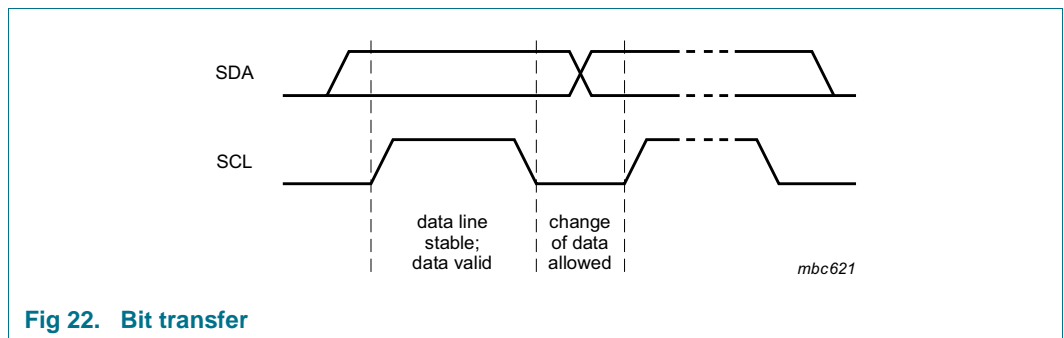 SDA
SCL
data line
stable;
data valid
change
of data
allowed
mbc621
Fig 22. Bit transfer